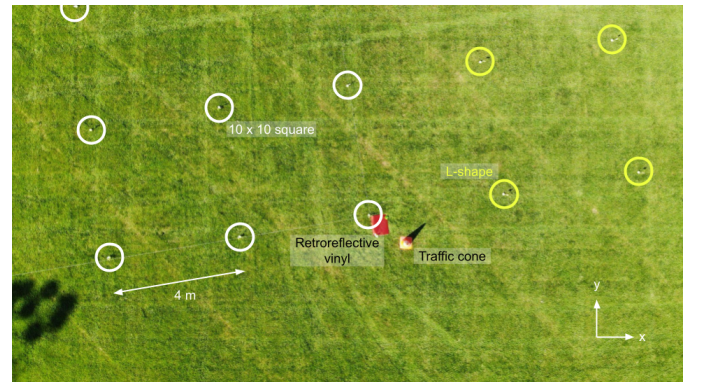 10 x 10 square
L-shape
Retroreflective
vinyl
Traffic cone
4 m
y
x